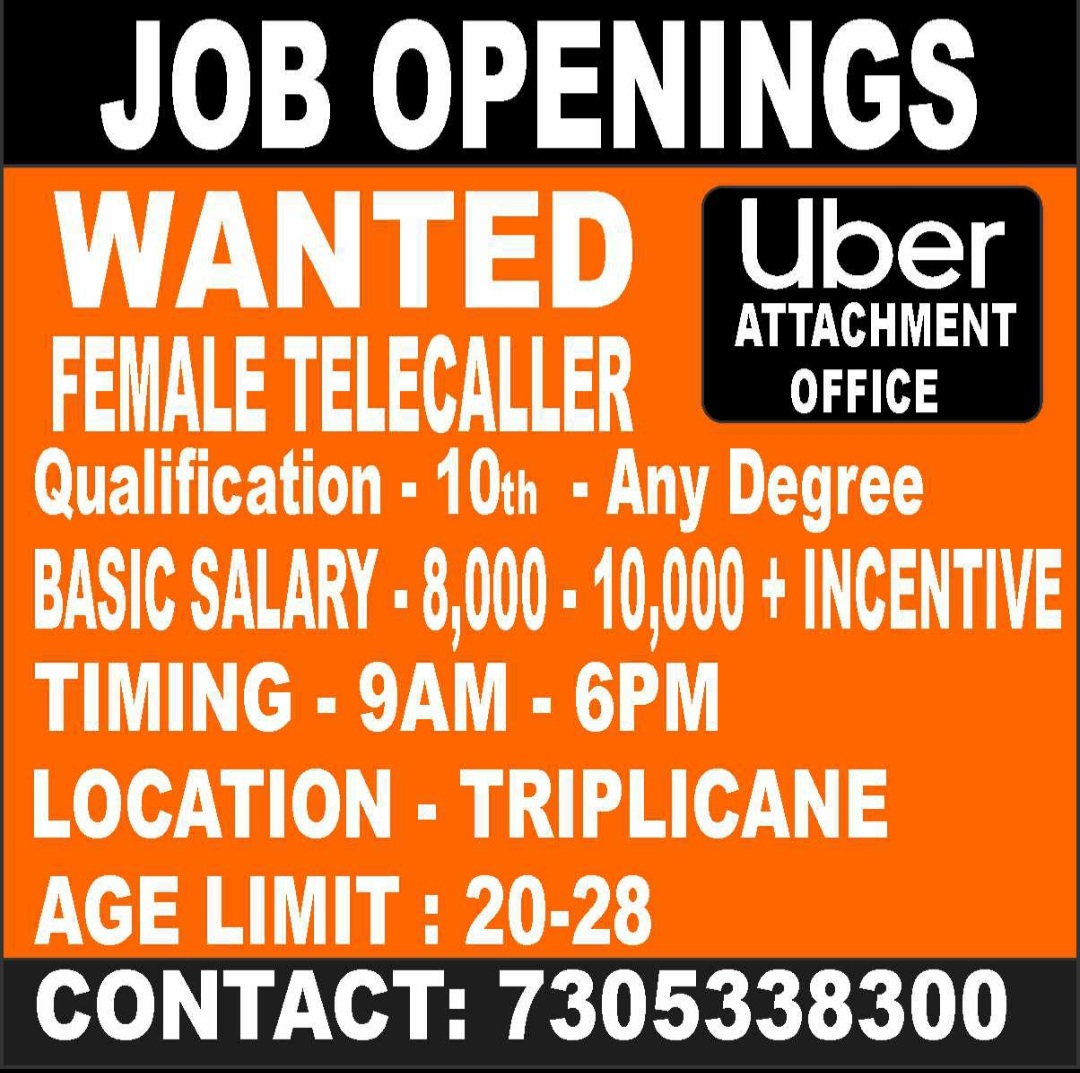 JOB OPENINGS
WANTED
FEMALE TELECALLER
Uber
ATTACHMENT
OFFICE
Qualification - 10th - Any Degree
BASIC SALARY - 8,000 - 10,000 + INCENTIVE
TIMING - 9AM - 6PM
LOCATION - TRIPLICANE
AGE LIMIT : 20-28
CONTACT: 7305338300